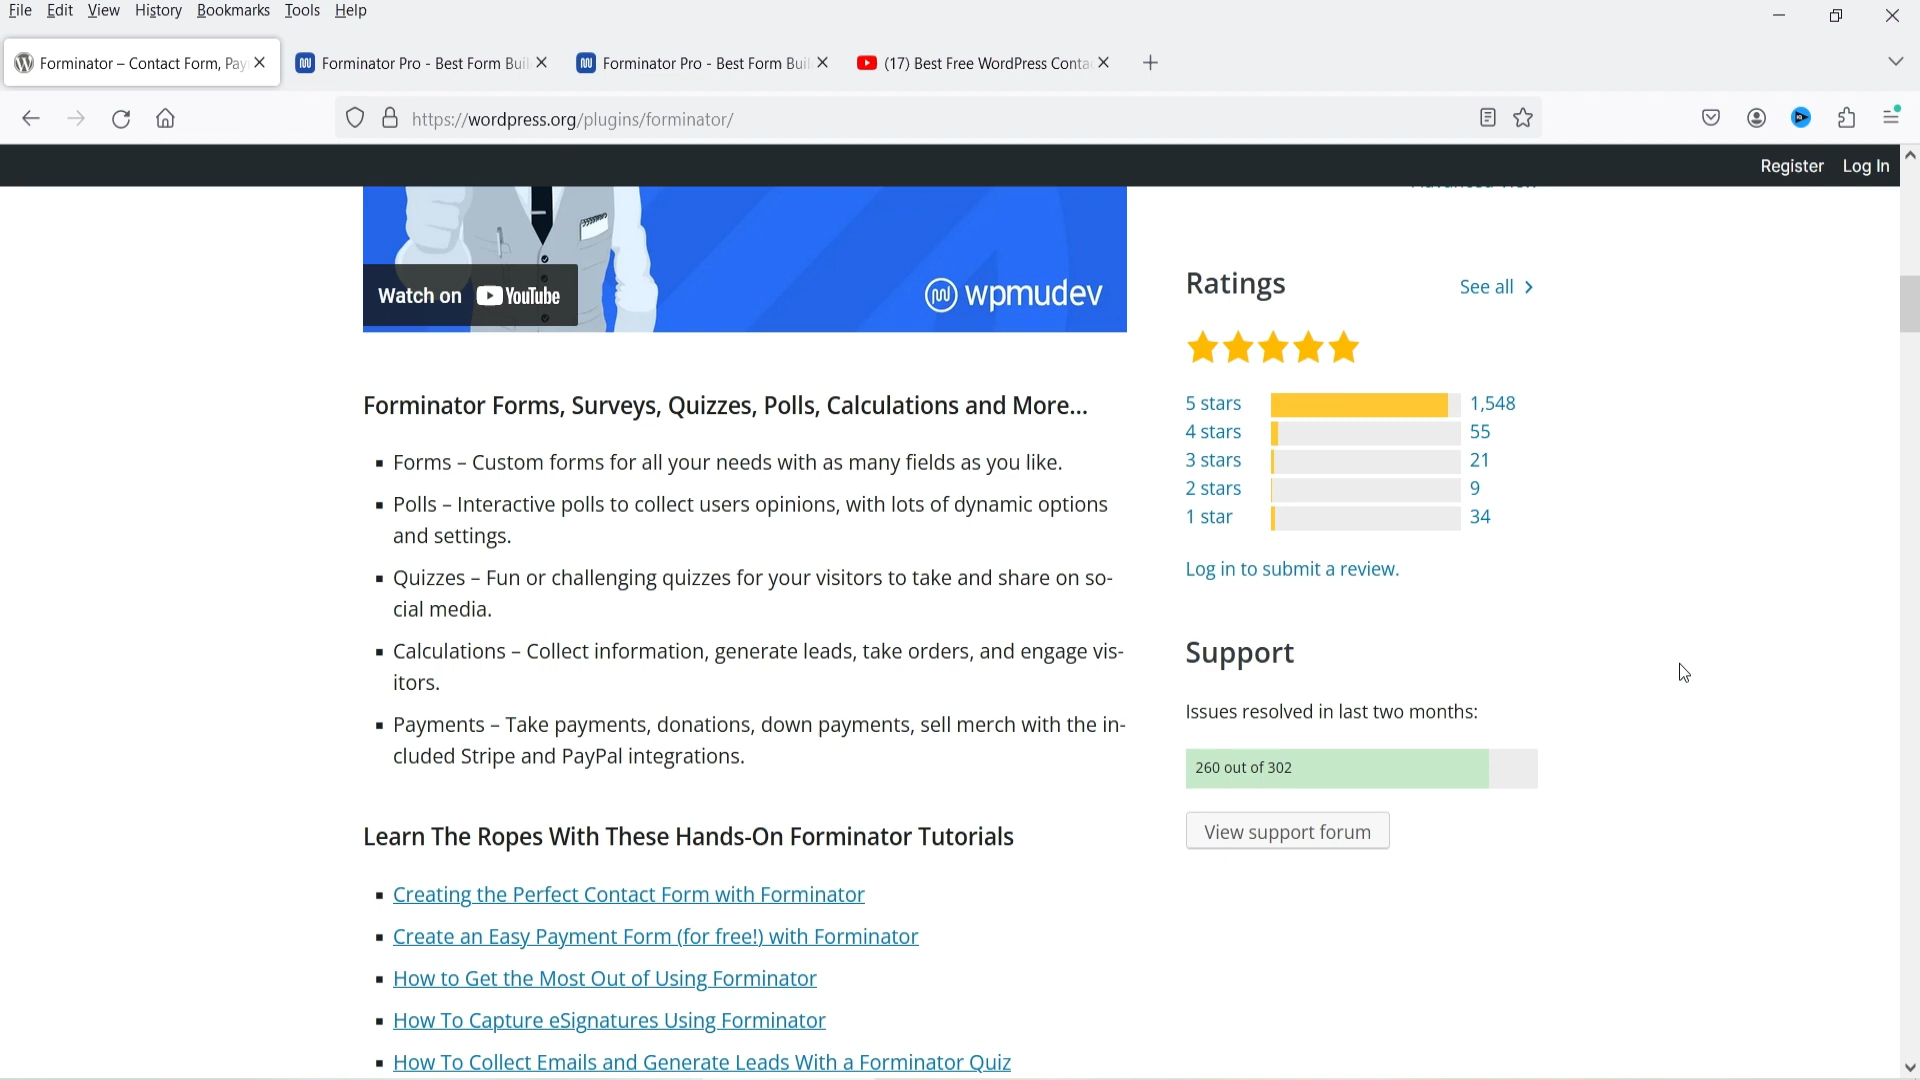 File Edit View History Bookmarks Tools Help
Forminator – Contact Form, Pay
Forminator Pro - Best Form Buil
Forminator Pro - Best Form Buil
(17) Best Free WordPress Conta
https://wordpress.org/plugins/forminator/
Register Log In
Watch on YouTube
wpmudev
Forminator Forms, Surveys, Quizzes, Polls, Calculations and More…
▪ Forms – Custom forms for all your needs with as many fields as you like.
▪ Polls – Interactive polls to collect users opinions, with lots of dynamic options
and settings.
▪ Quizzes – Fun or challenging quizzes for your visitors to take and share on so-
cial media.
▪ Calculations – Collect information, generate leads, take orders, and engage vis-
itors.
▪ Payments – Take payments, donations, down payments, sell merch with the in-
cluded Stripe and PayPal integrations.
Learn The Ropes With These Hands-On Forminator Tutorials
▪ Creating the Perfect Contact Form with Forminator
▪ Create an Easy Payment Form (for free!) with Forminator
▪ How to Get the Most Out of Using Forminator
▪ How To Capture eSignatures Using Forminator
▪ How To Collect Emails and Generate Leads With a Forminator Quiz
Ratings See all
5 stars 1,548
4 stars 55
3 stars 21
2 stars 9
1 star 34
Log in to submit a review.
Support
Issues resolved in last two months:
260 out of 302
View support forum